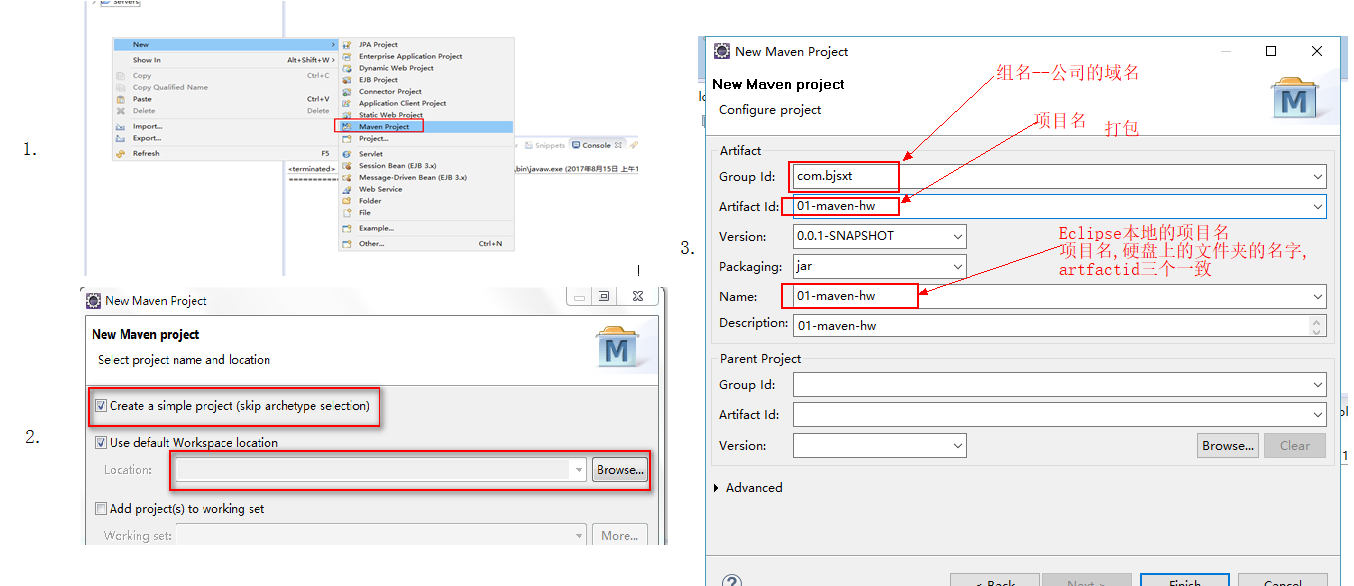 Servers
1.
New
Show In Alt+Shift+W >
Copy Ctrl+C
Copy Qualified Name
Paste Ctrl+V
Delete Delete
Import...
Export...
Refresh F5
JPA Project
Enterprise Application Project
Dynamic Web Project
EJB Project
Connector Project
Application Client Project
Static Web Project
Maven Project
Project...
Servlet
Session Bean (EJB 3.x)
Message-Driven Bean (EJB 3.x)
Web Service
Folder
File
Example...
Other... Ctrl+N
Snippets Console
<terminated>
\bin\javaw.exe (2017年8月15日 上午1
===========
2.
New Maven Project
New Maven project
Select project name and location
Create a simple project (skip archetype selection)
Use default Workspace location
Location: Browse...
Add project(s) to working set
Working set: More...
3.
New Maven Project
New Maven project
Configure project
组名--公司的域名
项目名 打包
Artifact
Group Id: com.bjsxt
Artifact Id: 01-maven-hw
Version: 0.0.1-SNAPSHOT
Packaging: jar
Eclipse本地的项目名
项目名,硬盘上的文件夹的名字,
artfactid三个一致
Name: 01-maven-hw
Description: 01-maven-hw
Parent Project
Group Id:
Artifact Id:
Version: Browse... Clear
Advanced
< Back Next > Finish Cancel